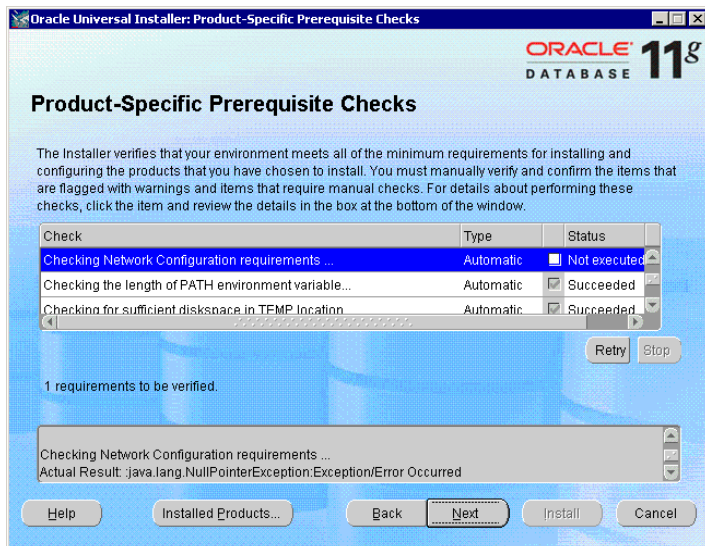 Oracle Universal Installer: Product-Specific Prerequisite Checks
ORACLE
DATABASE 11g
Product-Specific Prerequisite Checks
The Installer verifies that your environment meets all of the minimum requirements for installing and
configuring the products that you have chosen to install. You must manually verify and confirm the items that
are flagged with warnings and items that require manual checks. For details about performing these
checks, click the item and review the details in the box at the bottom of the window.
Check Type Status
Checking Network Configuration requirements ... Automatic Not executed
Checking the length of PATH environment variable... Automatic Succeeded
Checking for sufficient diskspace in TEMP location Automatic Succeeded
Retry Stop
1 requirements to be verified.
Checking Network Configuration requirements ...
Actual Result: :java.lang.NullPointerException:Exception/Error Occurred
Help Installed Products... Back Next Install Cancel